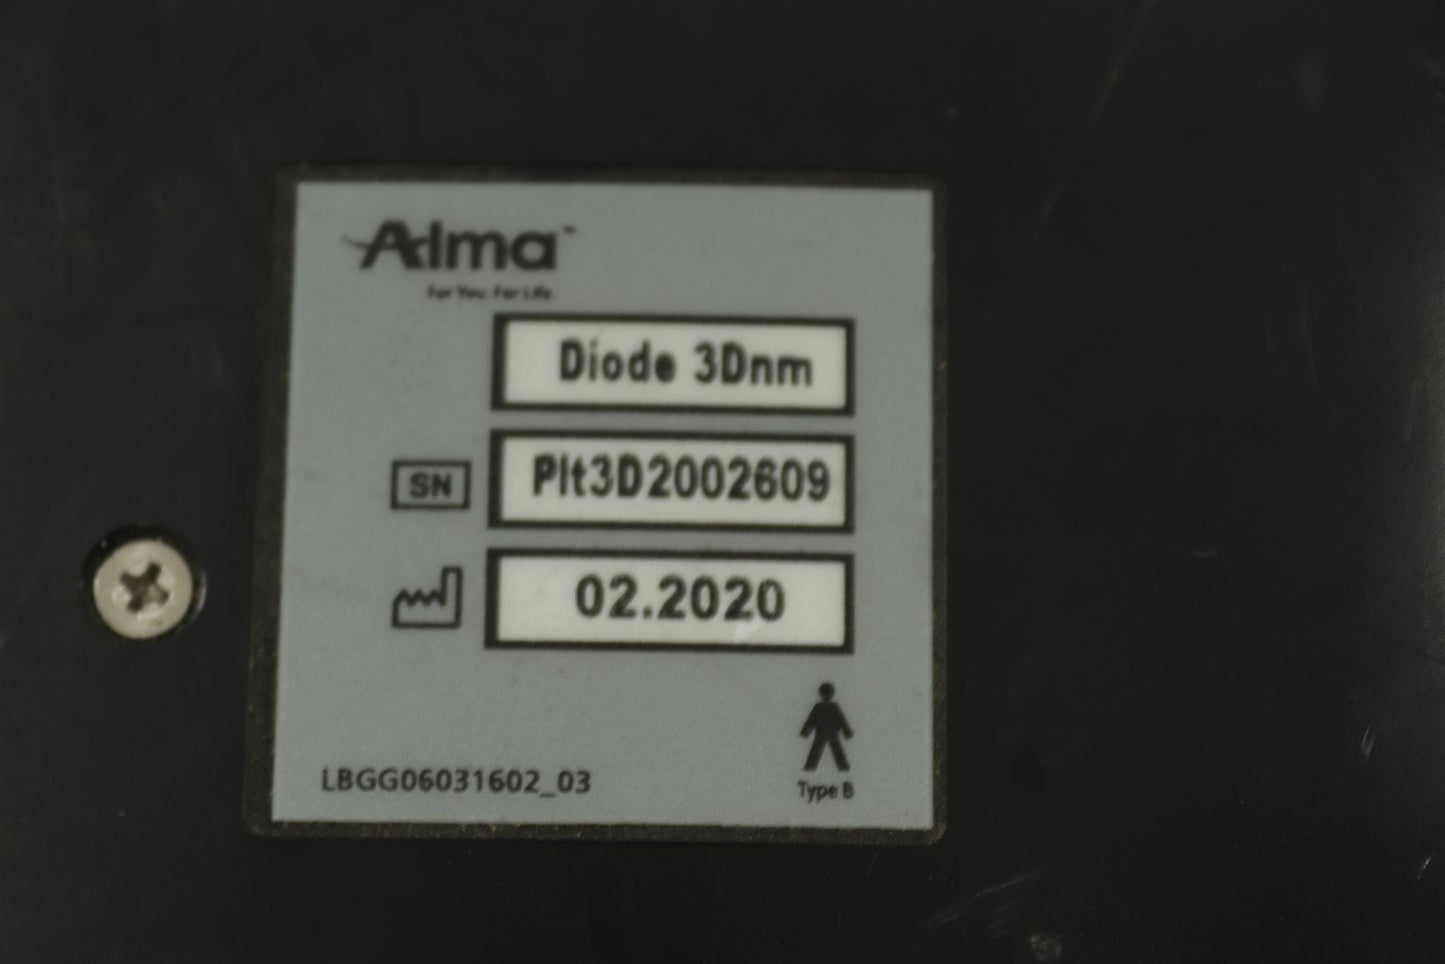 Alma™
For You. For Life.
Diode 3Dnm
SN
Plt3D2002609
02.2020
LBGG06031602_03
Type B